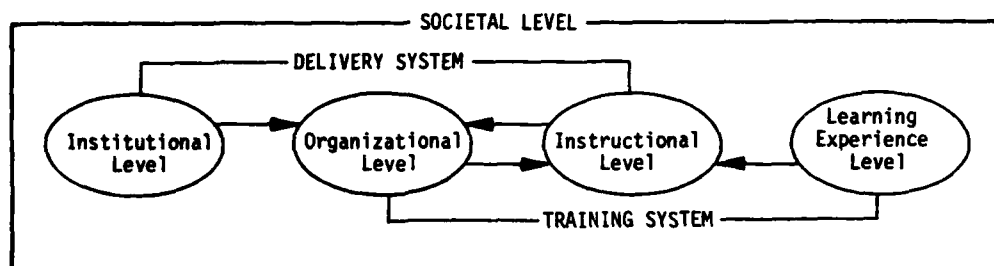 SOCIETAL LEVEL
DELIVERY SYSTEM
Institutional
Level
Organizational
Level
Instructional
Level
Learning
Experience
Level
TRAINING SYSTEM